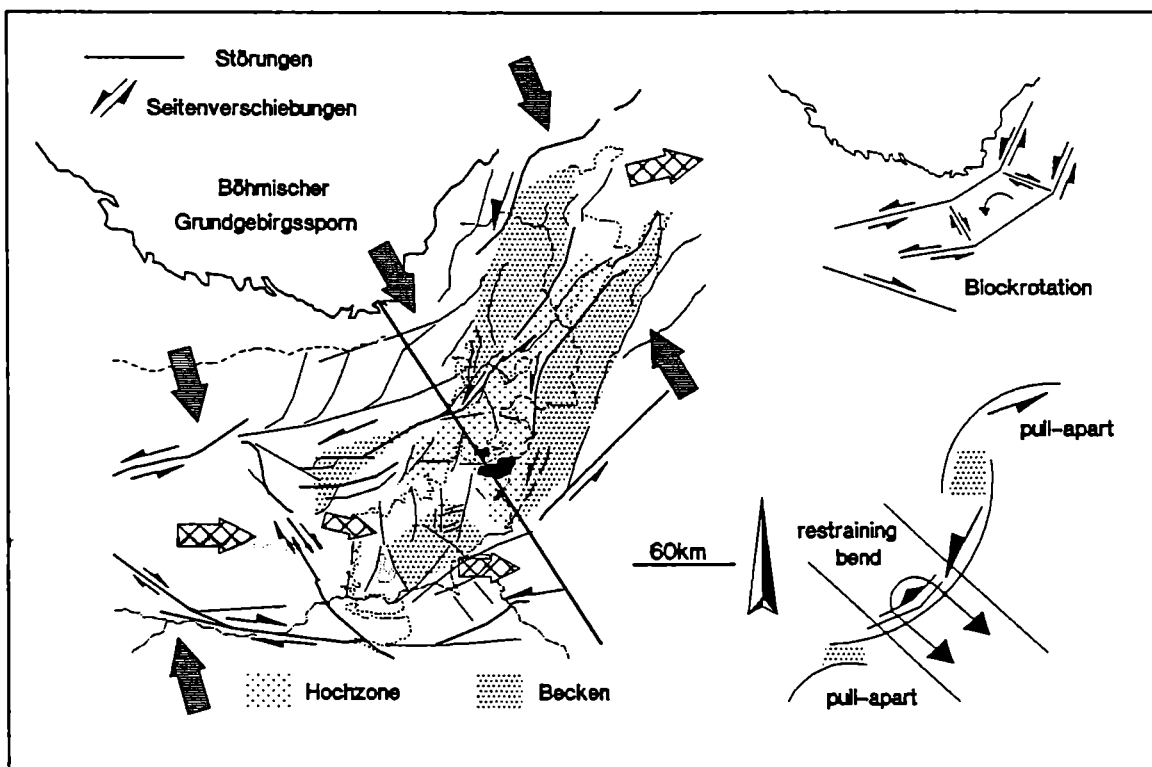 Störungen
Seitenverschiebungen
Böhmischer
Grundgebirgssporn
Hochzone
Becken
60km
Blockrotation
pull-apart
restraining
bend
pull-apart